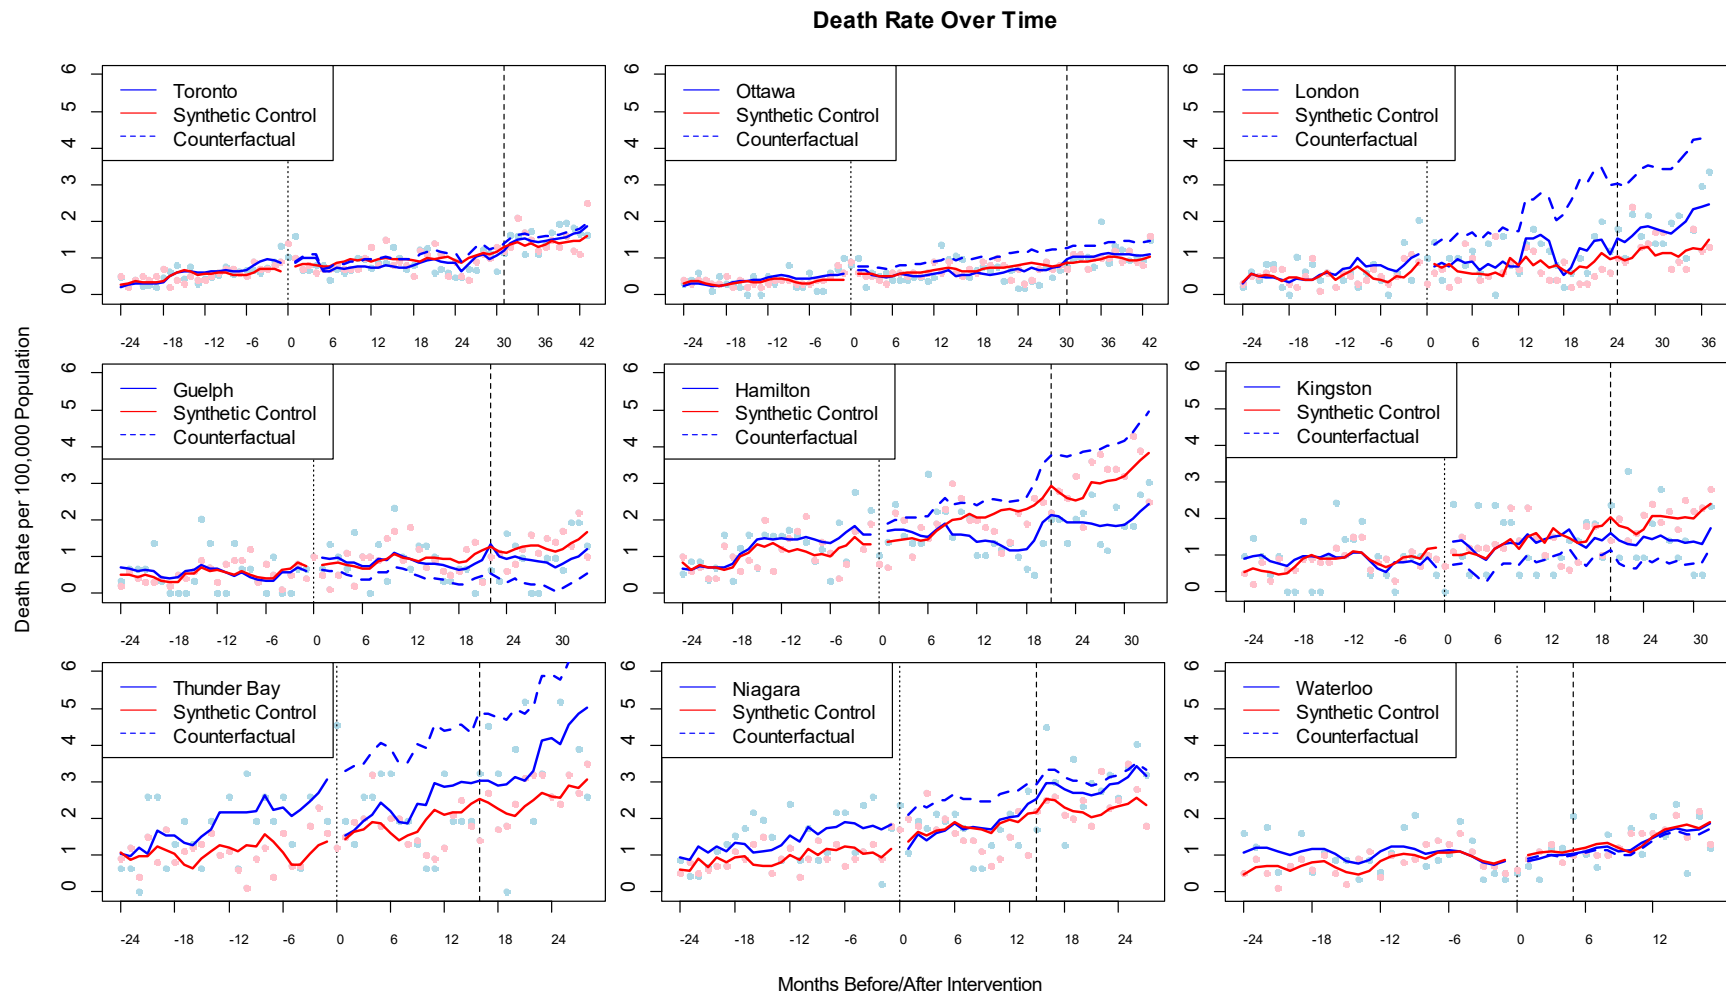 Death Rate Over Time
Death Rate per 100,000 Population
Toronto
Synthetic Control
Counterfactual
0 1 2 3 4 5 6
-24 -18 -12 -6 0 6 12 18 24 30 36 42
Ottawa
Synthetic Control
Counterfactual
0 1 2 3 4 5 6
-24 -18 -12 -6 0 6 12 18 24 30 36 42
London
Synthetic Control
Counterfactual
0 1 2 3 4 5 6
-24 -18 -12 -6 0 6 12 18 24 30 36
Guelph
Synthetic Control
Counterfactual
0 1 2 3 4 5 6
-24 -18 -12 -6 0 6 12 18 24 30
Hamilton
Synthetic Control
Counterfactual
0 1 2 3 4 5 6
-24 -18 -12 -6 0 6 12 18 24 30
Kingston
Synthetic Control
Counterfactual
0 1 2 3 4 5 6
-24 -18 -12 -6 0 6 12 18 24 30
Thunder Bay
Synthetic Control
Counterfactual
0 1 2 3 4 5 6
-24 -18 -12 -6 0 6 12 18 24
Niagara
Synthetic Control
Counterfactual
0 1 2 3 4 5 6
-24 -18 -12 -6 0 6 12 18 24
Waterloo
Synthetic Control
Counterfactual
0 1 2 3 4 5 6
-24 -18 -12 -6 0 6 12
Months Before/After Intervention